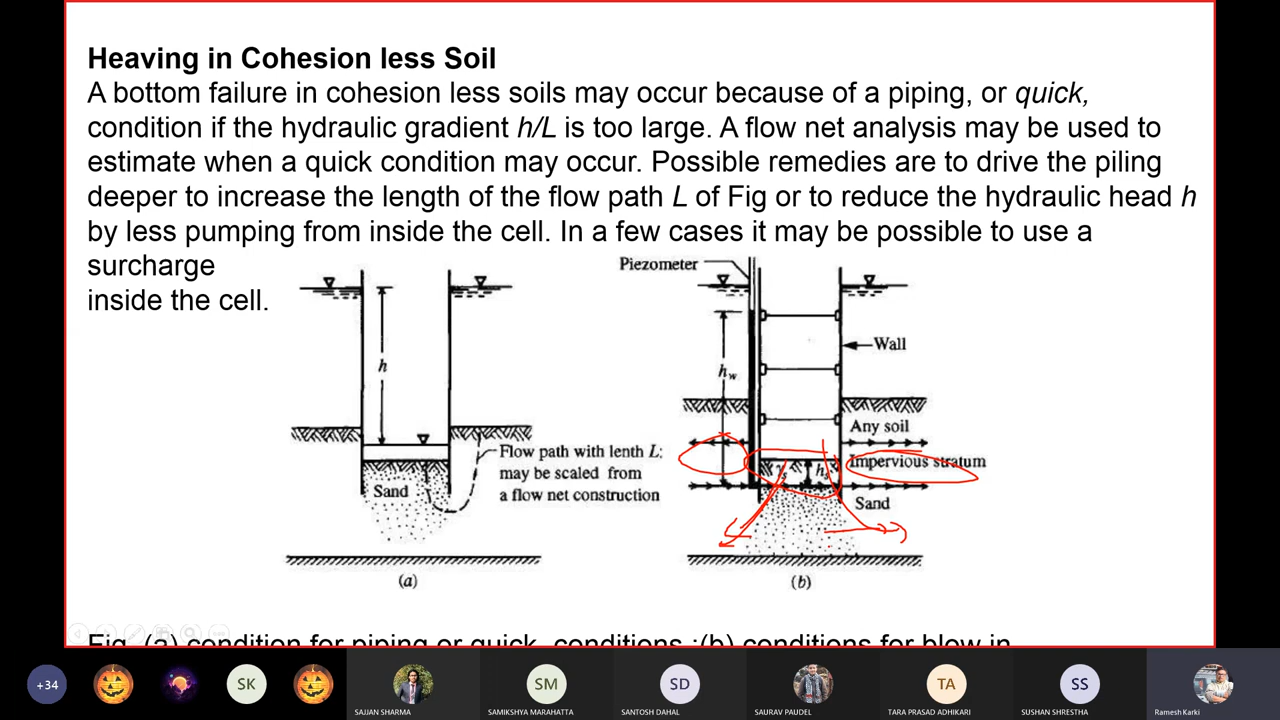 Heaving in Cohesion less Soil
A bottom failure in cohesion less soils may occur because of a piping, or quick,
condition if the hydraulic gradient h/L is too large. A flow net analysis may be used to
estimate when a quick condition may occur. Possible remedies are to drive the piling
deeper to increase the length of the flow path L of Fig or to reduce the hydraulic head h
by less pumping from inside the cell. In a few cases it may be possible to use a
surcharge
inside the cell.
Piezometer
h
hw
Wall
Any soil
Flow path with lenth L;
may be scaled from
a flow net construction
Sand
Impervious stratum
h
Sand
(a)
(b)
Fig. (a) condition for piping or quick, conditions ;(b) conditions for blow in
+34
SK
SM
SD
TA
SS
SAJJAN SHARMA
SAMIKSHYA MARAHATTA
SANTOSH DAHAL
SAURAV PAUDEL
TARA PRASAD ADHIKARI
SUSHAN SHRESTHA
Ramesh Karki